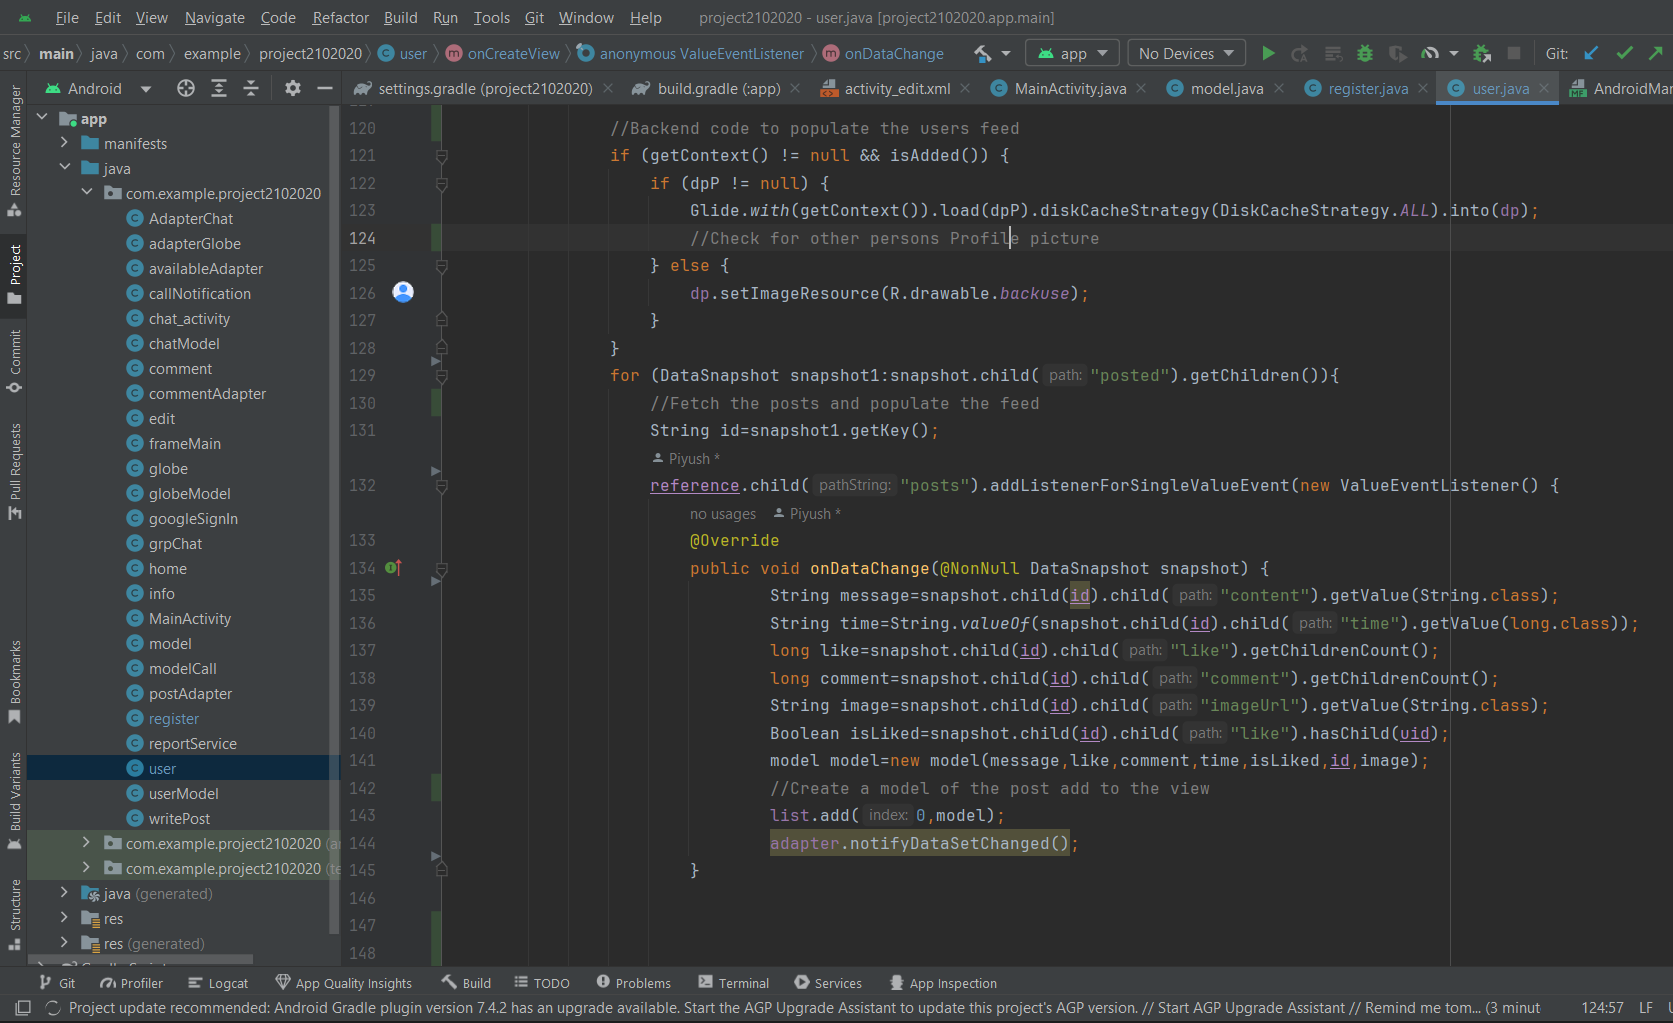 File Edit View Navigate Code Refactor Build Run Tools Git Window Help project2102020 - user.java [project2102020.app.main]
src main java com example project2102020 user onCreateView anonymous ValueEventListener onDataChange app No Devices Git:
Android settings.gradle (project2102020) build.gradle (:app) activity_edit.xml MainActivity.java model.java register.java user.java AndroidMan
Resource Manager
Project
Commit
Pull Requests
Bookmarks
Build Variants
Structure
app
manifests
java
com.example.project2102020
AdapterChat
adapterGlobe
availableAdapter
callNotification
chat_activity
chatModel
comment
commentAdapter
edit
frameMain
globe
globeModel
googleSignIn
grpChat
home
info
MainActivity
model
modelCall
postAdapter
register
reportService
user
userModel
writePost
com.example.project2102020 (a
com.example.project2102020 (te
java (generated)
res
res (generated)
120 //Backend code to populate the users feed
121 if (getContext() != null && isAdded()) {
122 if (dpP != null) {
123 Glide.with(getContext()).load(dpP).diskCacheStrategy(DiskCacheStrategy.ALL).into(dp);
124 //Check for other persons Profile picture
125 } else {
126 dp.setImageResource(R.drawable.backuse);
127 }
128 }
129 for (DataSnapshot snapshot1:snapshot.child( path: "posted").getChildren()){
130 //Fetch the posts and populate the feed
131 String id=snapshot1.getKey();
Piyush *
132 reference.child( pathString: "posts").addListenerForSingleValueEvent(new ValueEventListener() {
no usages Piyush *
133 @Override
134 public void onDataChange(@NonNull DataSnapshot snapshot) {
135 String message=snapshot.child(id).child( path: "content").getValue(String.class);
136 String time=String.valueOf(snapshot.child(id).child( path: "time").getValue(long.class));
137 long like=snapshot.child(id).child( path: "like").getChildrenCount();
138 long comment=snapshot.child(id).child( path: "comment").getChildrenCount();
139 String image=snapshot.child(id).child( path: "imageUrl").getValue(String.class);
140 Boolean isLiked=snapshot.child(id).child( path: "like").hasChild(uid);
141 model model=new model(message,like,comment,time,isLiked,id,image);
142 //Create a model of the post add to the view
143 list.add( index: 0,model);
144 adapter.notifyDataSetChanged();
145 }
146
147
148
Git Profiler Logcat App Quality Insights Build TODO Problems Terminal Services App Inspection
Project update recommended: Android Gradle plugin version 7.4.2 has an upgrade available. Start the AGP Upgrade Assistant to update this project's AGP version. // Start AGP Upgrade Assistant // Remind me tom... (3 minut 124:57 LF